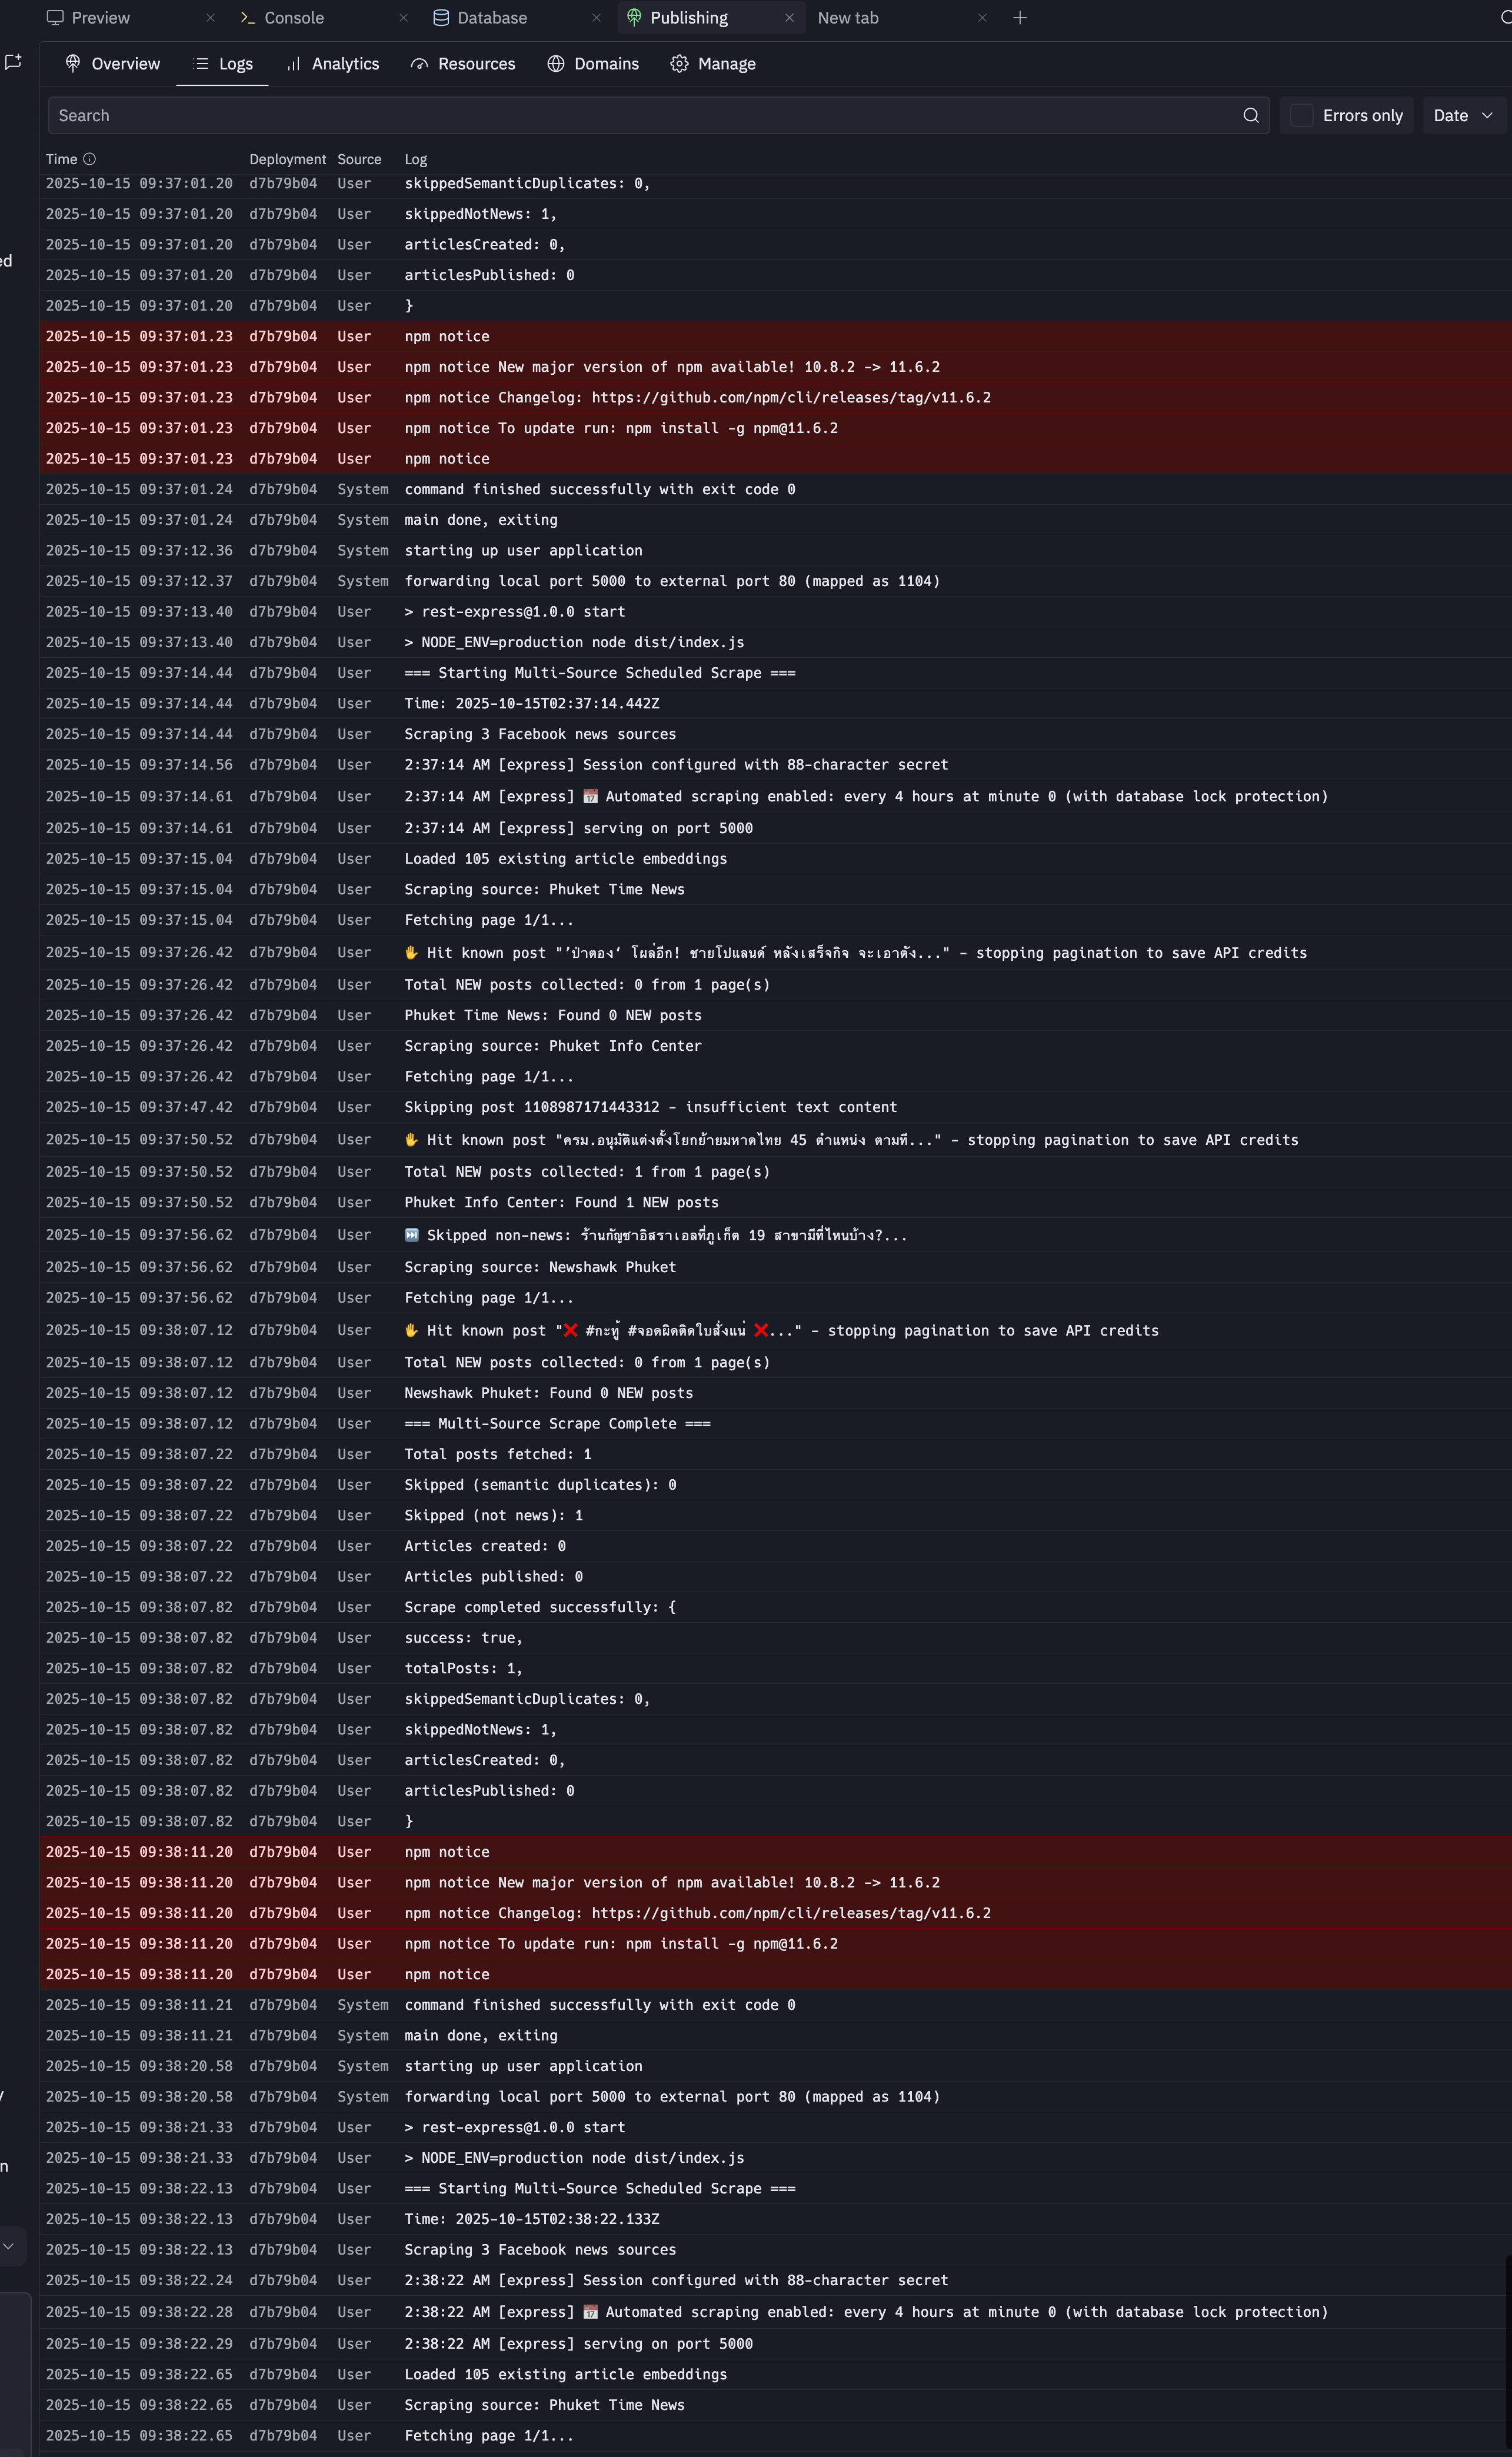 Preview Console Database Publishing New tab
Overview Logs Analytics Resources Domains Manage
Search Errors only Date
Time Deployment Source Log
2025-10-15 09:37:01.20 d7b79b04 User skippedSemanticDuplicates: 0,
2025-10-15 09:37:01.20 d7b79b04 User skippedNotNews: 1,
ed
2025-10-15 09:37:01.20 d7b79b04 User articlesCreated: 0,
2025-10-15 09:37:01.20 d7b79b04 User articlesPublished: 0
2025-10-15 09:37:01.20 d7b79b04 User }
2025-10-15 09:37:01.23 d7b79b04 User npm notice
2025-10-15 09:37:01.23 d7b79b04 User npm notice New major version of npm available! 10.8.2 -> 11.6.2
2025-10-15 09:37:01.23 d7b79b04 User npm notice Changelog: https://github.com/npm/cli/releases/tag/v11.6.2
2025-10-15 09:37:01.23 d7b79b04 User npm notice To update run: npm install -g npm@11.6.2
2025-10-15 09:37:01.23 d7b79b04 User npm notice
2025-10-15 09:37:01.24 d7b79b04 System command finished successfully with exit code 0
2025-10-15 09:37:01.24 d7b79b04 System main done, exiting
2025-10-15 09:37:12.36 d7b79b04 System starting up user application
2025-10-15 09:37:12.37 d7b79b04 System forwarding local port 5000 to external port 80 (mapped as 1104)
2025-10-15 09:37:13.40 d7b79b04 User > rest-express@1.0.0 start
2025-10-15 09:37:13.40 d7b79b04 User > NODE_ENV=production node dist/index.js
2025-10-15 09:37:14.44 d7b79b04 User === Starting Multi-Source Scheduled Scrape ===
2025-10-15 09:37:14.44 d7b79b04 User Time: 2025-10-15T02:37:14.442Z
2025-10-15 09:37:14.44 d7b79b04 User Scraping 3 Facebook news sources
2025-10-15 09:37:14.56 d7b79b04 User 2:37:14 AM [express] Session configured with 88-character secret
2025-10-15 09:37:14.61 d7b79b04 User 2:37:14 AM [express] 📅 Automated scraping enabled: every 4 hours at minute 0 (with database lock protection)
2025-10-15 09:37:14.61 d7b79b04 User 2:37:14 AM [express] serving on port 5000
2025-10-15 09:37:15.04 d7b79b04 User Loaded 105 existing article embeddings
2025-10-15 09:37:15.04 d7b79b04 User Scraping source: Phuket Time News
2025-10-15 09:37:15.04 d7b79b04 User Fetching page 1/1...
2025-10-15 09:37:26.42 d7b79b04 User ✋ Hit known post "’ป่าตอง‘ โผล่อีก! ชายโปแลนด์ หลังเสร็จกิจ จะเอาตัง..." - stopping pagination to save API credits
2025-10-15 09:37:26.42 d7b79b04 User Total NEW posts collected: 0 from 1 page(s)
2025-10-15 09:37:26.42 d7b79b04 User Phuket Time News: Found 0 NEW posts
2025-10-15 09:37:26.42 d7b79b04 User Scraping source: Phuket Info Center
2025-10-15 09:37:26.42 d7b79b04 User Fetching page 1/1...
2025-10-15 09:37:47.42 d7b79b04 User Skipping post 1108987171443312 - insufficient text content
2025-10-15 09:37:50.52 d7b79b04 User ✋ Hit known post "ครม.อนุมัติแต่งตั้งโยกย้ายมหาดไทย 45 ตำแหน่ง ตามที่..." - stopping pagination to save API credits
2025-10-15 09:37:50.52 d7b79b04 User Total NEW posts collected: 1 from 1 page(s)
2025-10-15 09:37:50.52 d7b79b04 User Phuket Info Center: Found 1 NEW posts
2025-10-15 09:37:56.62 d7b79b04 User ⏭️ Skipped non-news: ร้านกัญชาอิสราเอลที่ภูเก็ต 19 สาขามีที่ไหนบ้าง?...
2025-10-15 09:37:56.62 d7b79b04 User Scraping source: Newshawk Phuket
2025-10-15 09:37:56.62 d7b79b04 User Fetching page 1/1...
2025-10-15 09:38:07.12 d7b79b04 User ✋ Hit known post "❌ #กะทู้ #จอดผิดติดใบสั่งแน่ ❌..." - stopping pagination to save API credits
2025-10-15 09:38:07.12 d7b79b04 User Total NEW posts collected: 0 from 1 page(s)
2025-10-15 09:38:07.12 d7b79b04 User Newshawk Phuket: Found 0 NEW posts
2025-10-15 09:38:07.12 d7b79b04 User === Multi-Source Scrape Complete ===
2025-10-15 09:38:07.22 d7b79b04 User Total posts fetched: 1
2025-10-15 09:38:07.22 d7b79b04 User Skipped (semantic duplicates): 0
2025-10-15 09:38:07.22 d7b79b04 User Skipped (not news): 1
2025-10-15 09:38:07.22 d7b79b04 User Articles created: 0
2025-10-15 09:38:07.22 d7b79b04 User Articles published: 0
2025-10-15 09:38:07.82 d7b79b04 User Scrape completed successfully: {
2025-10-15 09:38:07.82 d7b79b04 User success: true,
2025-10-15 09:38:07.82 d7b79b04 User totalPosts: 1,
2025-10-15 09:38:07.82 d7b79b04 User skippedSemanticDuplicates: 0,
2025-10-15 09:38:07.82 d7b79b04 User skippedNotNews: 1,
2025-10-15 09:38:07.82 d7b79b04 User articlesCreated: 0,
2025-10-15 09:38:07.82 d7b79b04 User articlesPublished: 0
2025-10-15 09:38:07.82 d7b79b04 User }
2025-10-15 09:38:11.20 d7b79b04 User npm notice
2025-10-15 09:38:11.20 d7b79b04 User npm notice New major version of npm available! 10.8.2 -> 11.6.2
2025-10-15 09:38:11.20 d7b79b04 User npm notice Changelog: https://github.com/npm/cli/releases/tag/v11.6.2
2025-10-15 09:38:11.20 d7b79b04 User npm notice To update run: npm install -g npm@11.6.2
2025-10-15 09:38:11.20 d7b79b04 User npm notice
2025-10-15 09:38:11.21 d7b79b04 System command finished successfully with exit code 0
2025-10-15 09:38:11.21 d7b79b04 System main done, exiting
2025-10-15 09:38:20.58 d7b79b04 System starting up user application
2025-10-15 09:38:20.58 d7b79b04 System forwarding local port 5000 to external port 80 (mapped as 1104)
2025-10-15 09:38:21.33 d7b79b04 User > rest-express@1.0.0 start
2025-10-15 09:38:21.33 d7b79b04 User > NODE_ENV=production node dist/index.js
n
2025-10-15 09:38:22.13 d7b79b04 User === Starting Multi-Source Scheduled Scrape ===
2025-10-15 09:38:22.13 d7b79b04 User Time: 2025-10-15T02:38:22.133Z
2025-10-15 09:38:22.13 d7b79b04 User Scraping 3 Facebook news sources
2025-10-15 09:38:22.24 d7b79b04 User 2:38:22 AM [express] Session configured with 88-character secret
2025-10-15 09:38:22.28 d7b79b04 User 2:38:22 AM [express] 📅 Automated scraping enabled: every 4 hours at minute 0 (with database lock protection)
2025-10-15 09:38:22.29 d7b79b04 User 2:38:22 AM [express] serving on port 5000
2025-10-15 09:38:22.65 d7b79b04 User Loaded 105 existing article embeddings
2025-10-15 09:38:22.65 d7b79b04 User Scraping source: Phuket Time News
2025-10-15 09:38:22.65 d7b79b04 User Fetching page 1/1...